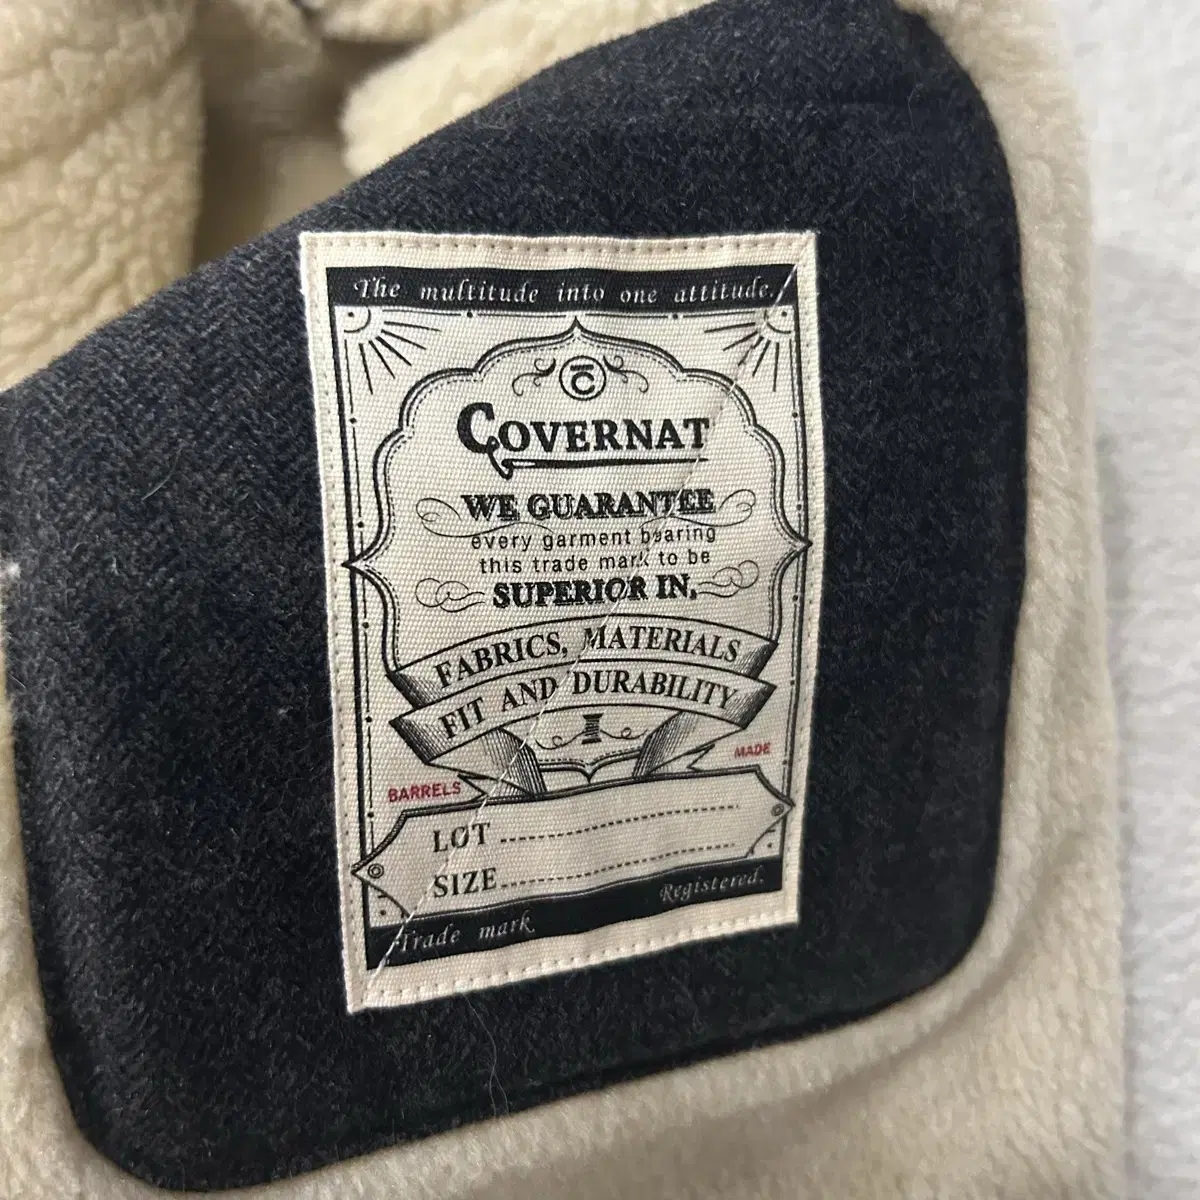 The multitude into one attitude.
C
COVERNAT
WE GUARANTEE
every garment bearing
this trade mark to be
SUPERIOR IN,
FABRICS, MATERIALS
FIT AND DURABILITY
BARRELS MADE
LOT
SIZE
Trade mark Registered.